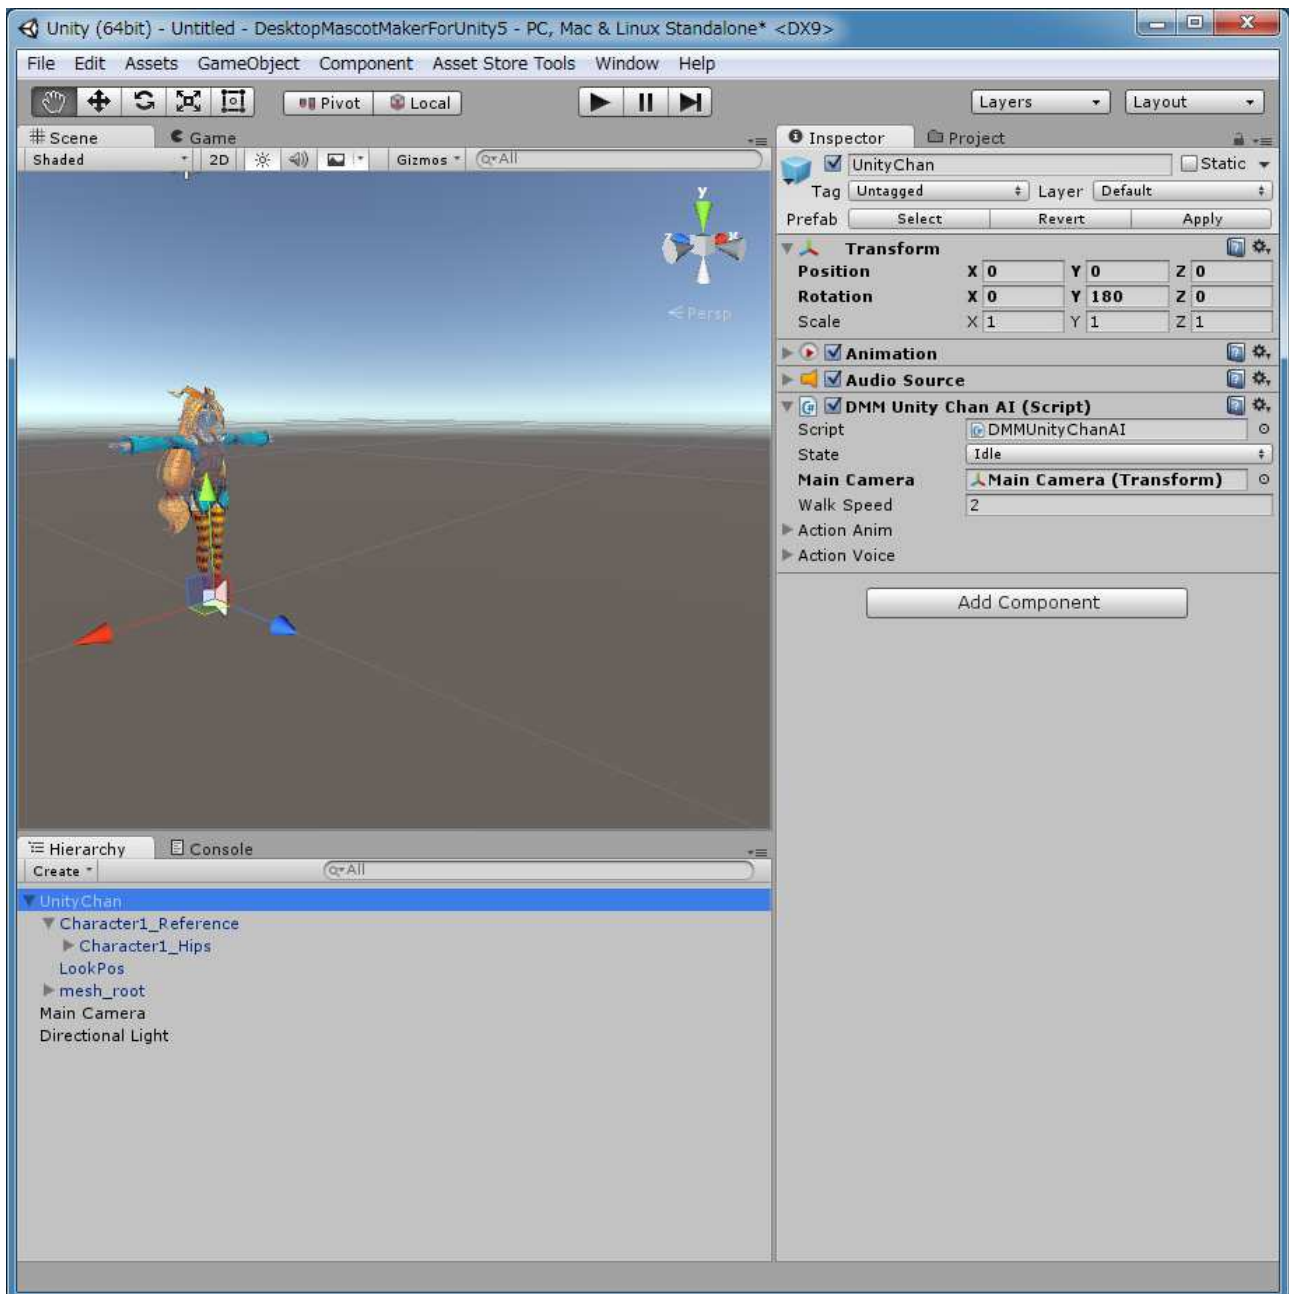 Unity (64bit) - Untitled - DesktopMascotMakerForUnity5 - PC, Mac & Linux Standalone* <DX9>
File Edit Assets GameObject Component Asset Store Tools Window Help
Pivot Local Layers Layout
Scene Game
Shaded 2D Gizmos All
y
z x
Persp
Inspector Project
UnityChan Static
Tag Untagged Layer Default
Prefab Select Revert Apply
Transform
Position X 0 Y 0 Z 0
Rotation X 0 Y 180 Z 0
Scale X 1 Y 1 Z 1
Animation
Audio Source
DMM Unity Chan AI (Script)
Script DMMUnityChanAI
State Idle
Main Camera Main Camera (Transform)
Walk Speed 2
Action Anim
Action Voice
Add Component
Hierarchy Console
Create All
UnityChan
Character1_Reference
Character1_Hips
LookPos
mesh_root
Main Camera
Directional Light